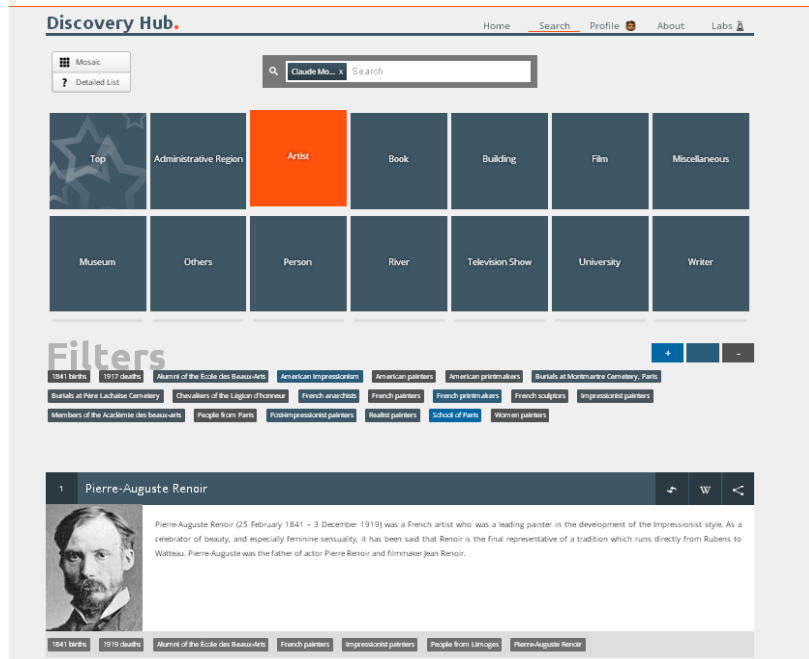 Discovery Hub.
Home Search Profile About Labs
Mosaic
? Detailed List
Claude Mo... x Search
Top Administrative Region Artist Book Building Film Miscellaneous
Museum Others Person River Television Show University Writer
Filters
+ -
1841 births 1917 deaths Alumni of the École des Beaux-Arts American Impressionism American painters American printmakers Burials at Montmartre Cemetery, Paris
Burials at Père Lachaise Cemetery Chevaliers of the Légion d'honneur French anarchists French painters French printmakers French sculptors Impressionist painters
Members of the Académie des beaux-arts People from Paris Post-impressionist painters Realist painters School of Paris Women painters
1 Pierre-Auguste Renoir W
Pierre-Auguste Renoir (25 February 1841 – 3 December 1919) was a French artist who was a leading painter in the development of the Impressionist style. As a
celebrator of beauty, and especially feminine sensuality, it has been said that Renoir is the final representative of a tradition which runs directly from Rubens to
Watteau. Pierre-Auguste was the father of actor Pierre Renoir and filmmaker Jean Renoir.
1841 births 1919 deaths Alumni of the École des Beaux-Arts French painters Impressionist painters People from Limoges Pierre-Auguste Renoir